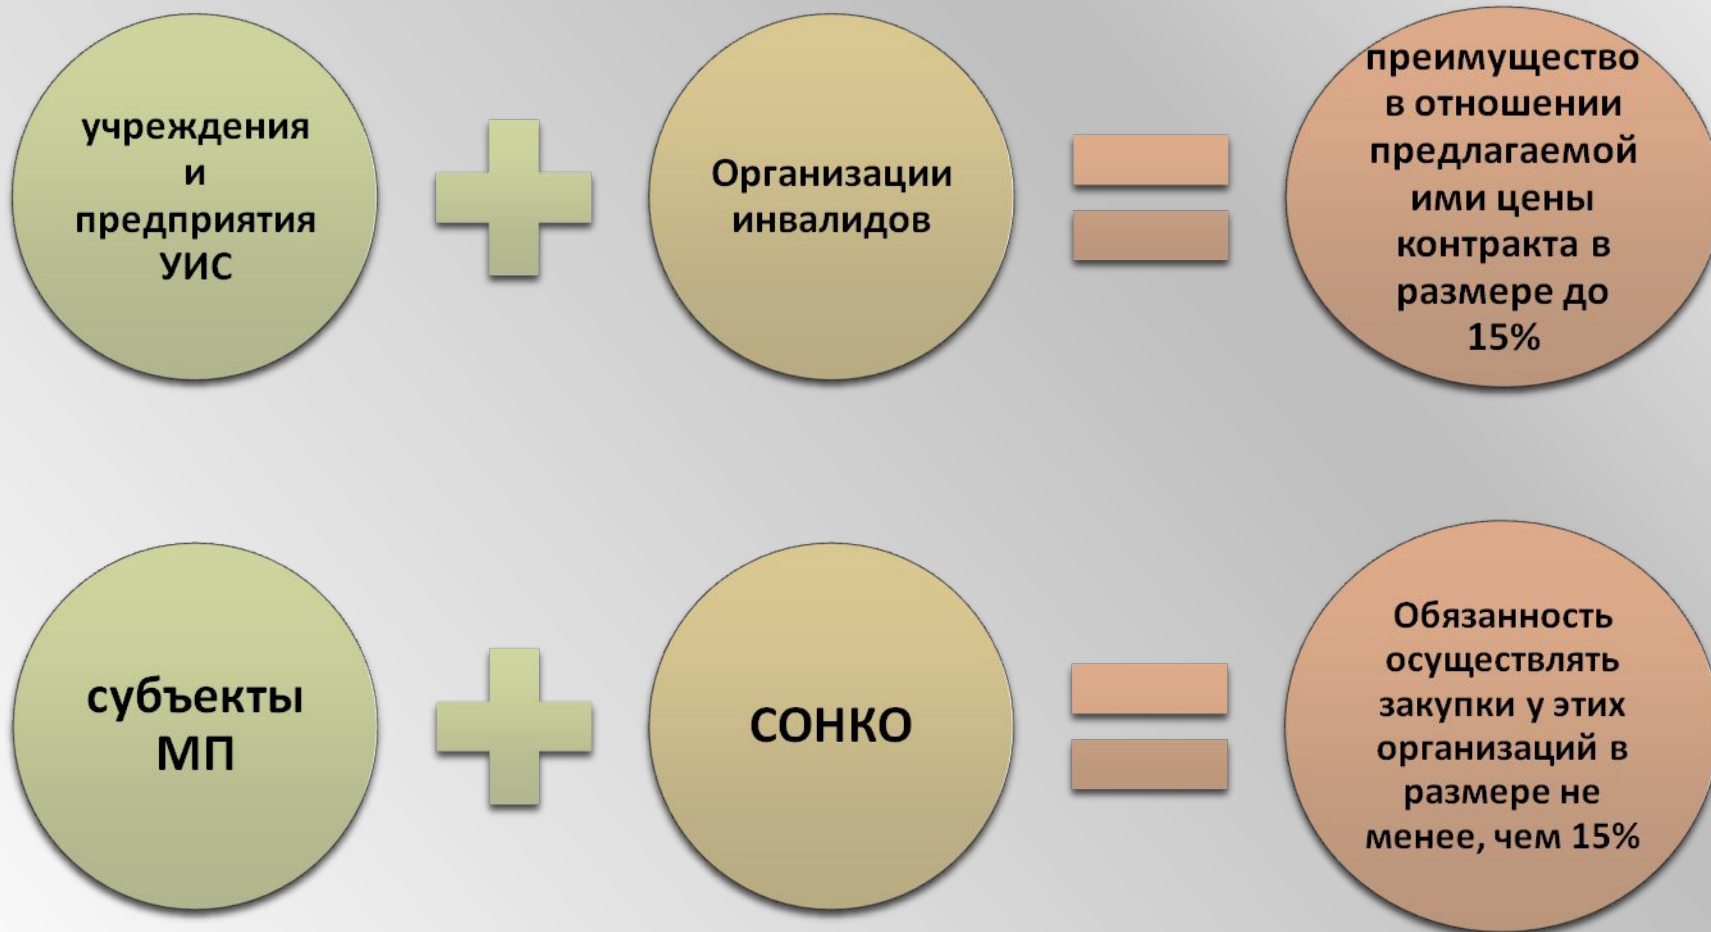 учреждения
и
предприятия
УИС
Организации
инвалидов
преимущество
в отношении
предлагаемой
ими цены
контракта в
размере до
15%
субъекты
МП
СОНКО
Обязанность
осуществлять
закупки у этих
организаций в
размере не
менее, чем 15%